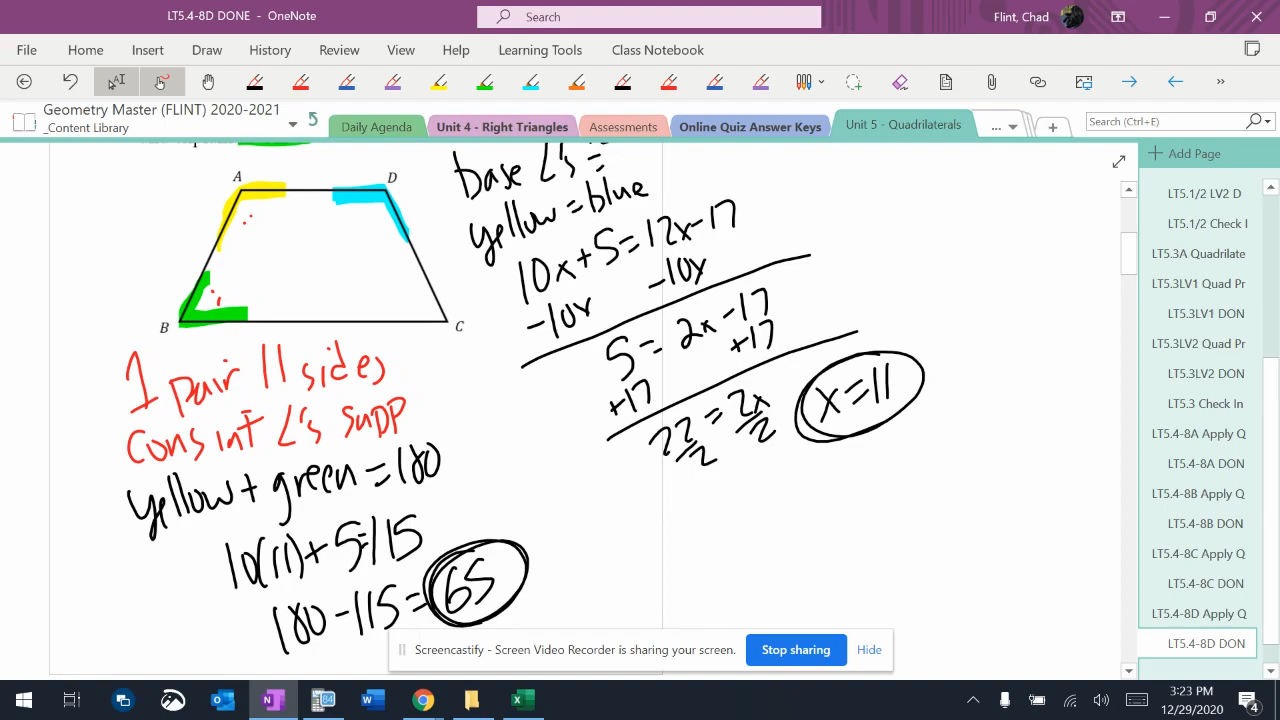 LT5.4-8D DONE - OneNote
Search
Flint, Chad
File Home Insert Draw History Review View Help Learning Tools Class Notebook
Geometry Master (FLINT) 2020-2021
_Content Library
Daily Agenda
Unit 4 - Right Triangles
Assessments
Online Quiz Answer Keys
Unit 5 - Quadrilaterals
...
Search (Ctrl+E)
Add Page
LT5.1/2 LV2 D
LT5.1/2 Check I
LT5.3A Quadrilate
LT5.3LV1 Quad Pr
LT5.3LV1 DON
LT5.3LV2 Quad Pr
LT5.3LV2 DON
LT5.3 Check In
LT5.4-8A Apply Q
LT5.4-8A DON
LT5.4-8B Apply Q
LT5.4-8B DON
LT5.4-8C Apply Q
LT5.4-8C DON
LT5.4-8D Apply Q
LT5.4-8D DON
A
D
B
C
1 pair || sides
cons int ∠'s supp
yellow + green = 180
10(11) + 5 = 115
180 - 115 = 65
base ∠'s =
yellow = blue
10x + 5 = 12x - 17
-10x -10x
5 = 2x - 17
+17 +17
22 = 2x
2 2
x = 11
Screencastify - Screen Video Recorder is sharing your screen.
Stop sharing
Hide
84
3:23 PM
12/29/2020
4